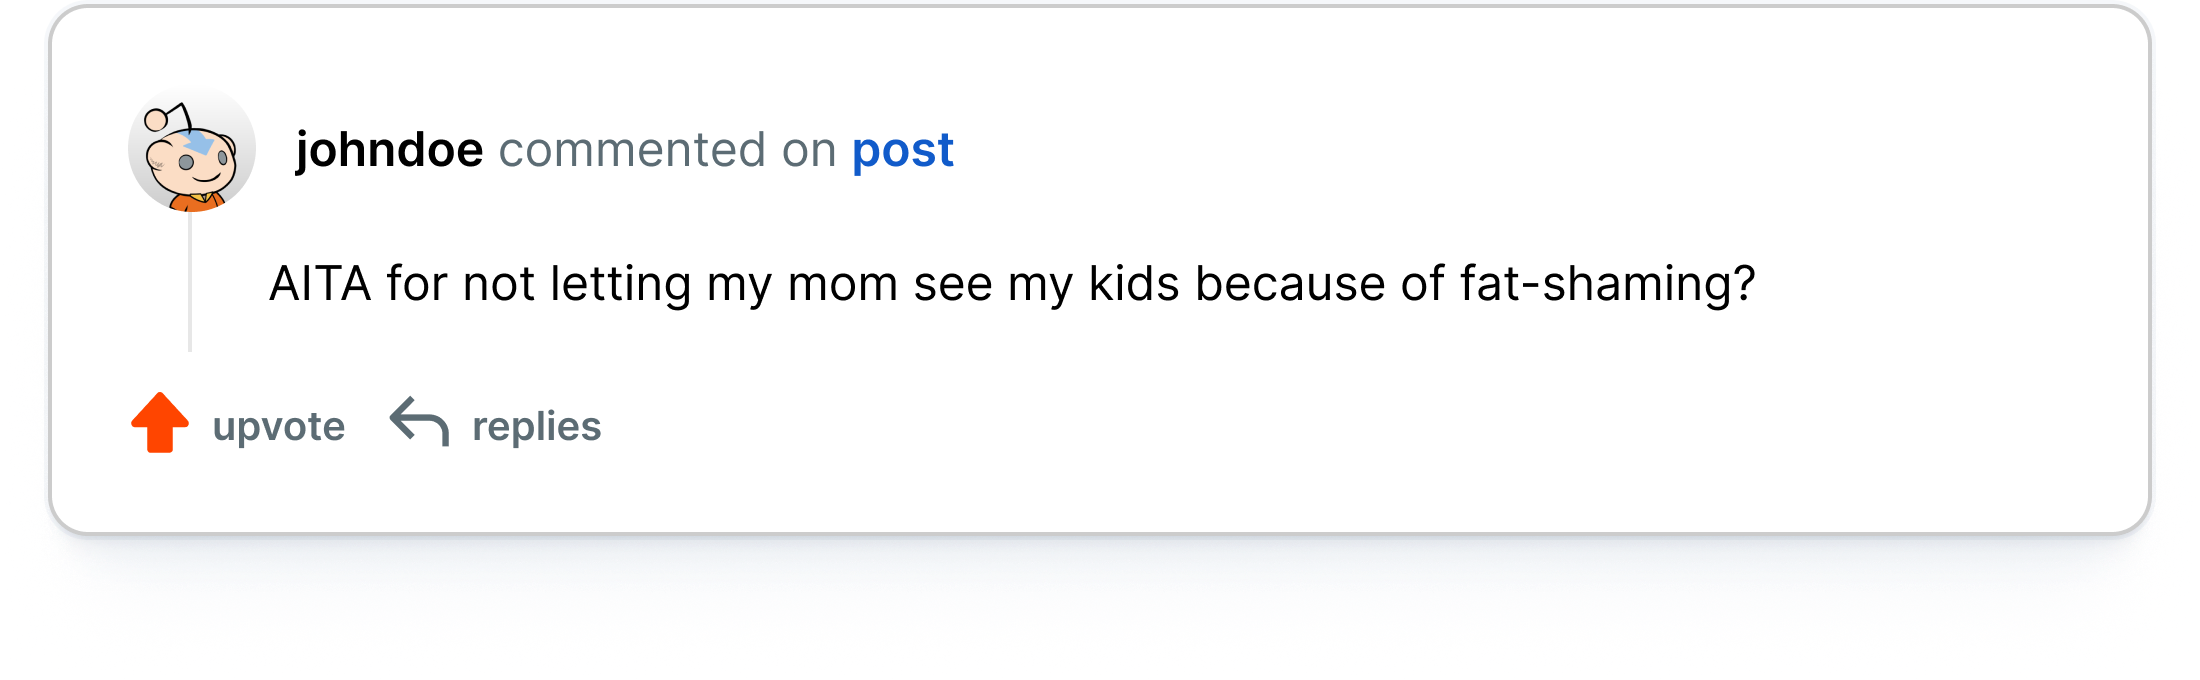 johndoe commented on post
AITA for not letting my mom see my kids because of fat-shaming?
upvote replies